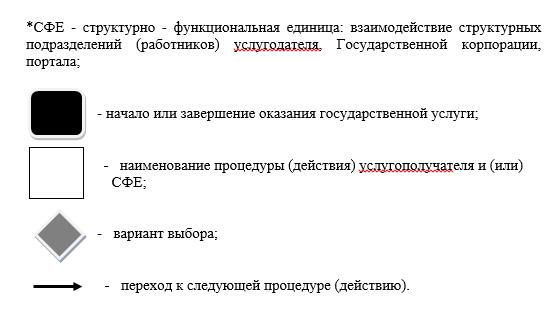 *СФЕ - структурно - функциональная единица: взаимодействие структурных
подразделений (работников) услугодателя, Государственной корпорации,
портала;
- начало или завершение оказания государственной услуги;
- наименование процедуры (действия) услугополучателя и (или)
СФЕ;
- вариант выбора;
- переход к следующей процедуре (действию).